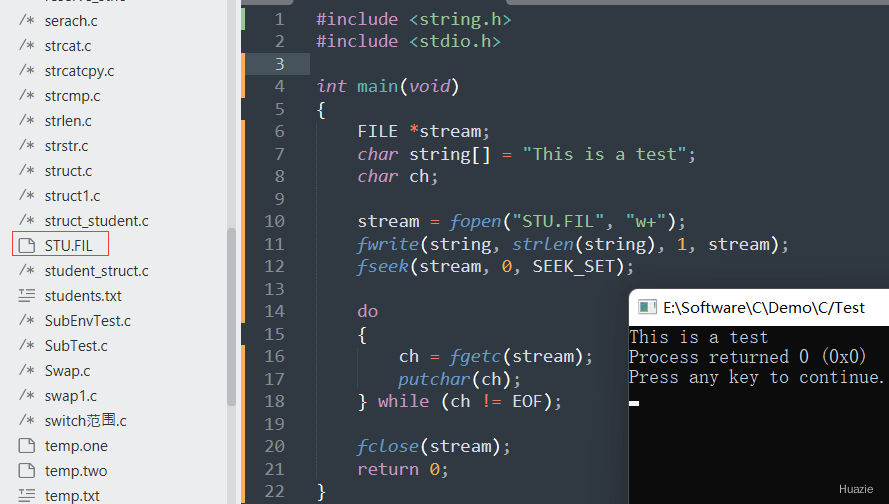 serach.c
strcat.c
strcatcpy.c
strcmp.c
strlen.c
strstr.c
struct.c
struct1.c
struct_student.c
STU.FIL
student_struct.c
students.txt
SubEnvTest.c
SubTest.c
Swap.c
swap1.c
switch范围.c
temp.one
temp.two
temp.txt
1 #include <string.h>
2 #include <stdio.h>
3
4 int main(void)
5 {
6 FILE *stream;
7 char string[] = "This is a test";
8 char ch;
9
10 stream = fopen("STU.FIL", "w+");
11 fwrite(string, strlen(string), 1, stream);
12 fseek(stream, 0, SEEK_SET);
13
14 do
15 {
16 ch = fgetc(stream);
17 putchar(ch);
18 } while (ch != EOF);
19
20 fclose(stream);
21 return 0;
22 }
E:\Software\C\Demo\C/Test
This is a test
Process returned 0 (0x0)
Press any key to continue.
Huazie